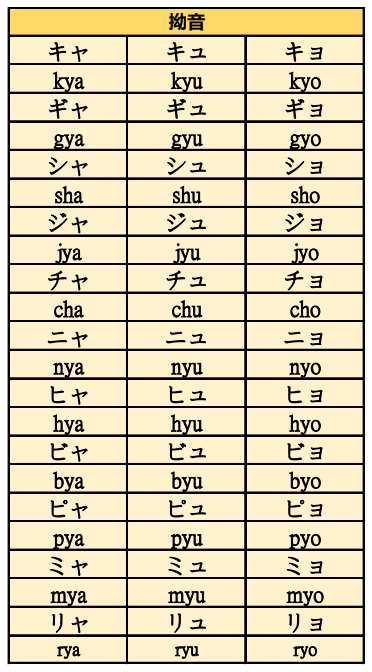 拗音
キャ キュ キョ
kya kyu kyo
ギャ ギュ ギョ
gya gyu gyo
シャ シュ ショ
sha shu sho
ジャ ジュ ジョ
jya jyu jyo
チャ チュ チョ
cha chu cho
ニャ ニュ ニョ
nya nyu nyo
ヒャ ヒュ ヒョ
hya hyu hyo
ビャ ビュ ビョ
bya byu byo
ピャ ピュ ピョ
pya pyu pyo
ミャ ミュ ミョ
mya myu myo
リャ リュ リョ
rya ryu ryo